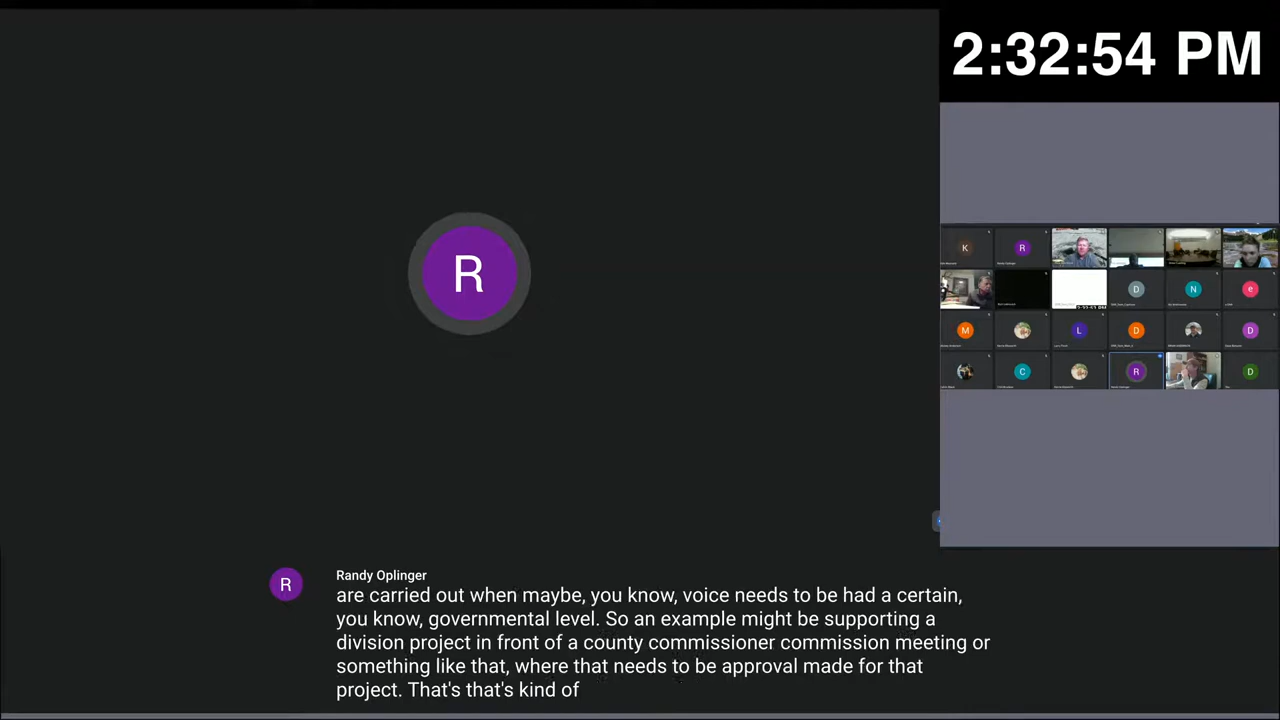 2:32:54 PM
R
K
R
D
N
e
M
L
D
D
C
R
D
R
Randy Oplinger
are carried out when maybe, you know, voice needs to be had a certain,
you know, governmental level. So an example might be supporting a
division project in front of a county commissioner commission meeting or
something like that, where that needs to be approval made for that
project. That's that's kind of